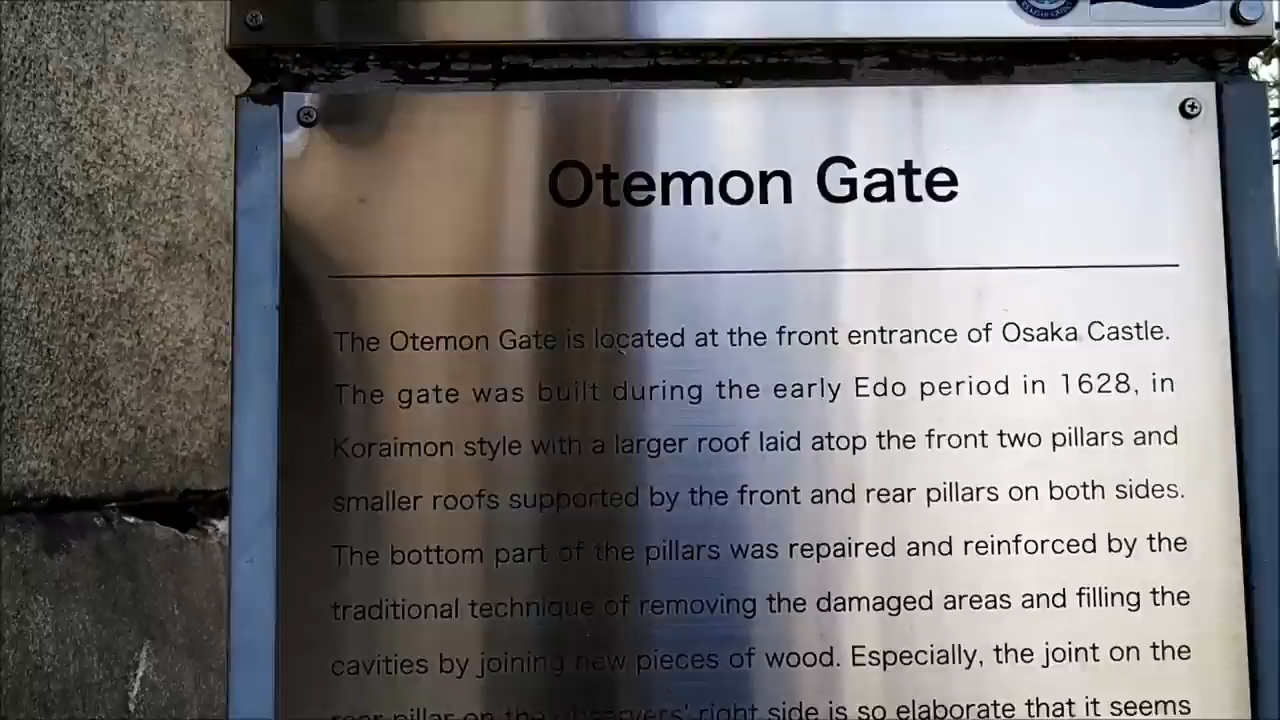 Otemon Gate
The Otemon Gate is located at the front entrance of Osaka Castle.
The gate was built during the early Edo period in 1628, in
Koraimon style with a larger roof laid atop the front two pillars and
smaller roofs supported by the front and rear pillars on both sides.
The bottom part of the pillars was repaired and reinforced by the
traditional technique of removing the damaged areas and filling the
cavities by joining new pieces of wood. Especially, the joint on the
rear pillar on the observers' right side is so elaborate that it seems